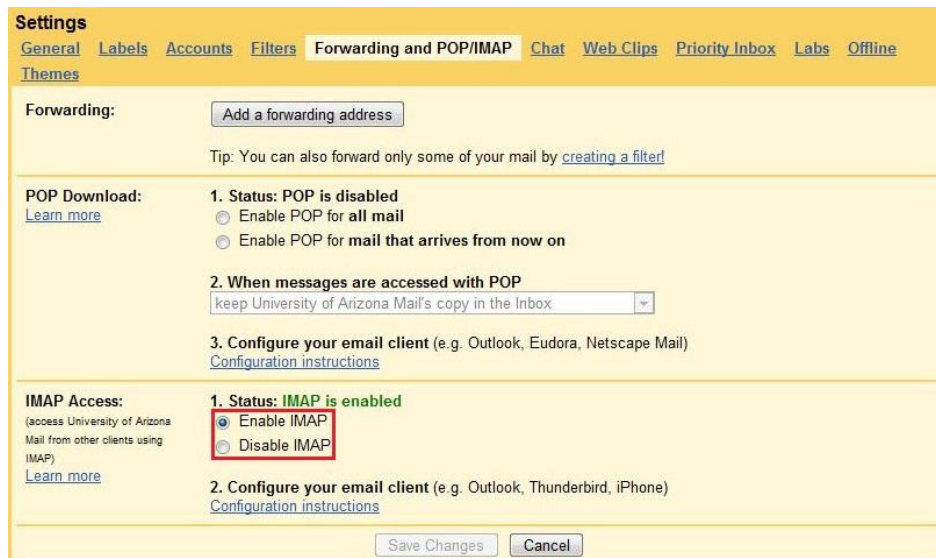 Settings
General Labels Accounts Filters Forwarding and POP/IMAP Chat Web Clips Priority Inbox Labs Offline
Themes
Forwarding:
Add a forwarding address
Tip: You can also forward only some of your mail by creating a filter!
POP Download:
Learn more
1. Status: POP is disabled
Enable POP for all mail
Enable POP for mail that arrives from now on
2. When messages are accessed with POP
keep University of Arizona Mail's copy in the Inbox
3. Configure your email client (e.g. Outlook, Eudora, Netscape Mail)
Configuration instructions
IMAP Access:
(access University of Arizona
Mail from other clients using
IMAP)
Learn more
1. Status: IMAP is enabled
Enable IMAP
Disable IMAP
2. Configure your email client (e.g. Outlook, Thunderbird, iPhone)
Configuration instructions
Save Changes Cancel